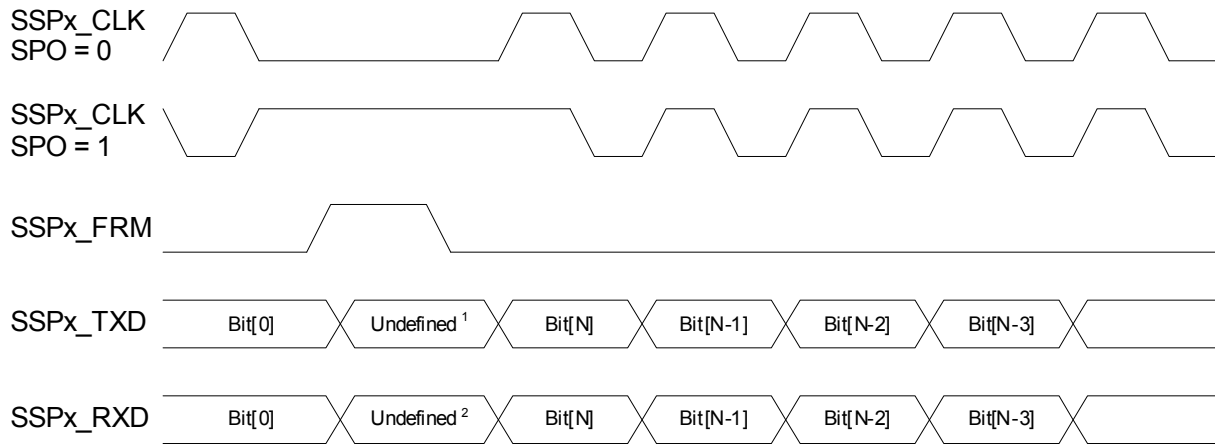 SSPx_CLK
SPO = 0
SSPx_CLK
SPO = 1
SSPx_FRM
SSPx_TXD Bit[0] Undefined 1 Bit[N] Bit[N-1] Bit[N-2] Bit[N-3]
SSPx_RXD Bit[0] Undefined 2 Bit[N] Bit[N-1] Bit[N-2] Bit[N-3]